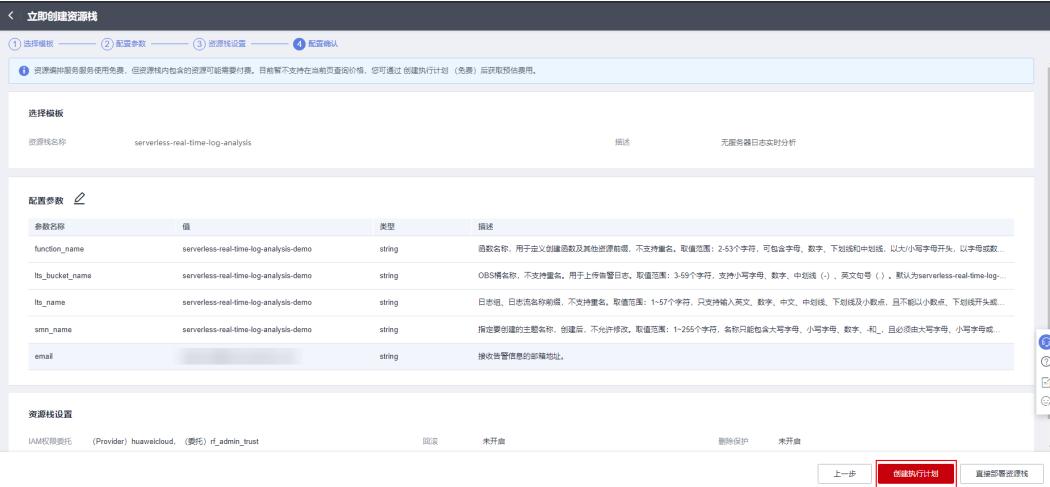 立即创建资源栈
1 选择模板 2 配置参数 3 资源栈设置 4 配置确认
资源编排服务服务使用免费，但资源栈内包含的资源可能需要付费。目前暂不支持在当前页查询价格，您可通过 创建执行计划 （免费）后获取预估费用。
选择模板
资源栈名称 serverless-real-time-log-analysis 描述 无服务器日志实时分析
配置参数
参数名称 值 类型 描述
function_name serverless-real-time-log-analysis-demo string 函数名称，用于定义创建函数及其他资源前缀，不支持重名。取值范围：2-53个字符，可包含字母、数字、下划线和中划线，以大/小写字母开头，以字母或数...
lts_bucket_name serverless-real-time-log-analysis-demo string OBS桶名称，不支持重名。用于上传告警日志。取值范围：3-59个字符，支持小写字母、数字、中划线（-）、英文句号（.）。默认为serverless-real-time-log-...
lts_name serverless-real-time-log-analysis-demo string 日志组、日志流名称前缀，不支持重名。取值范围：1~57个字符，只支持输入英文、数字、中文、中划线、下划线及小数点，且不能以小数点、下划线开头或...
smn_name serverless-real-time-log-analysis-demo string 指定要创建的主题名称，创建后，不允许修改。取值范围：1~255个字符，名称只能包含大写字母、小写字母、数字、-和_，且必须由大写字母、小写字母或...
email string 接收告警信息的邮箱地址。
资源栈设置
IAM权限委托 （Provider）huaweicloud, （委托）rf_admin_trust 回滚 未开启 删除保护 未开启
上一步 创建执行计划 直接部署资源栈